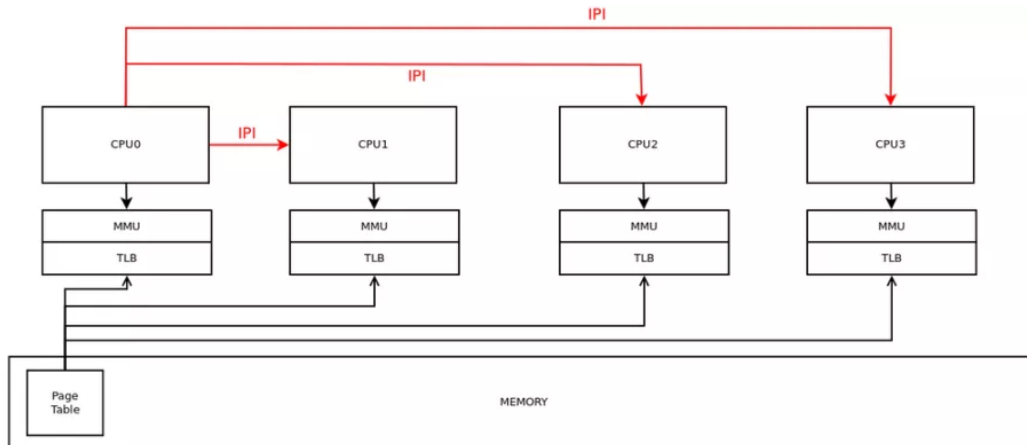 IPI
IPI
IPI
CPU0
CPU1
CPU2
CPU3
MMU
MMU
MMU
MMU
TLB
TLB
TLB
TLB
Page
Table
MEMORY